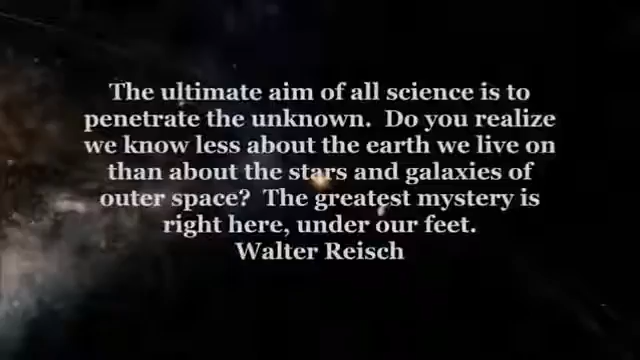 The ultimate aim of all science is to
penetrate the unknown.  Do you realize
we know less about the earth we live on
than about the stars and galaxies of
outer space?  The greatest mystery is
right here, under our feet.
Walter Reisch